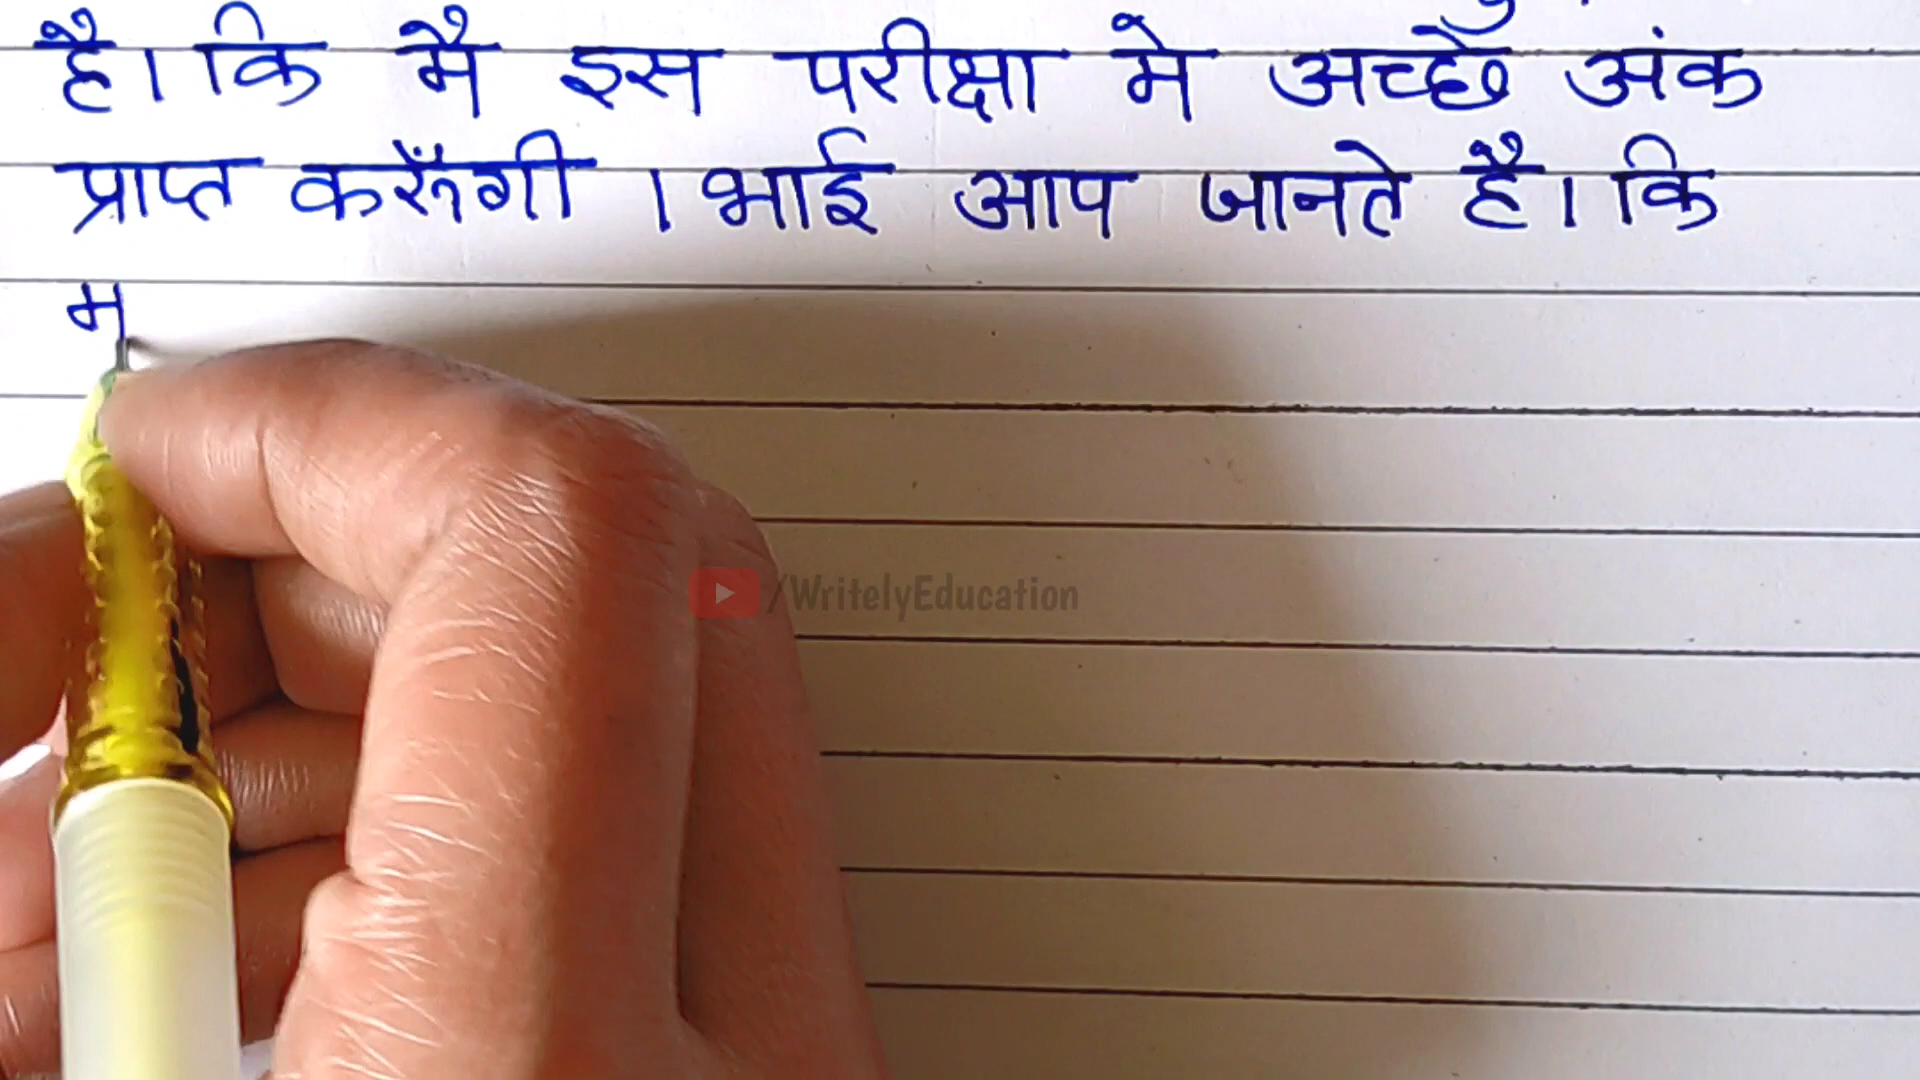 है। कि मै इस परीक्षा मे अच्छे अंक
प्राप्त करूँगी । भाई आप जानते है। कि
म
/WritelyEducation